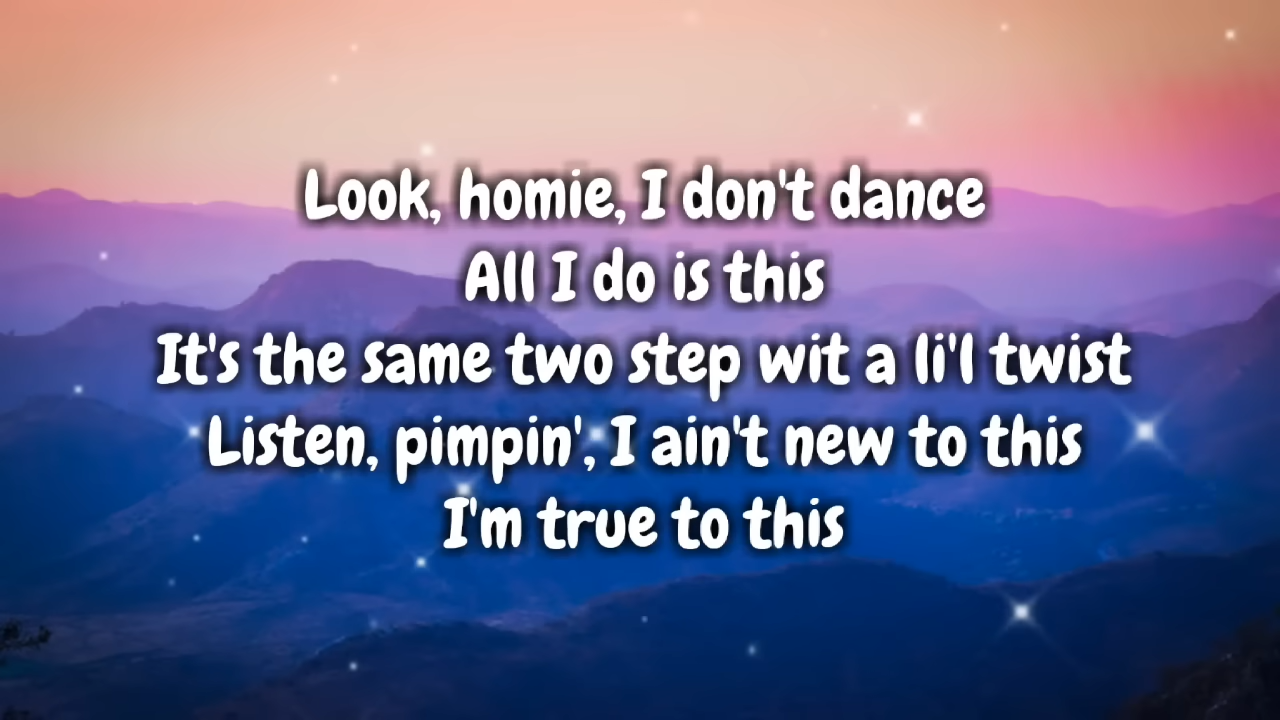 Look, homie, I don't dance
All I do is this
It's the same two step wit a li'l twist
Listen, pimpin', I ain't new to this
I'm true to this